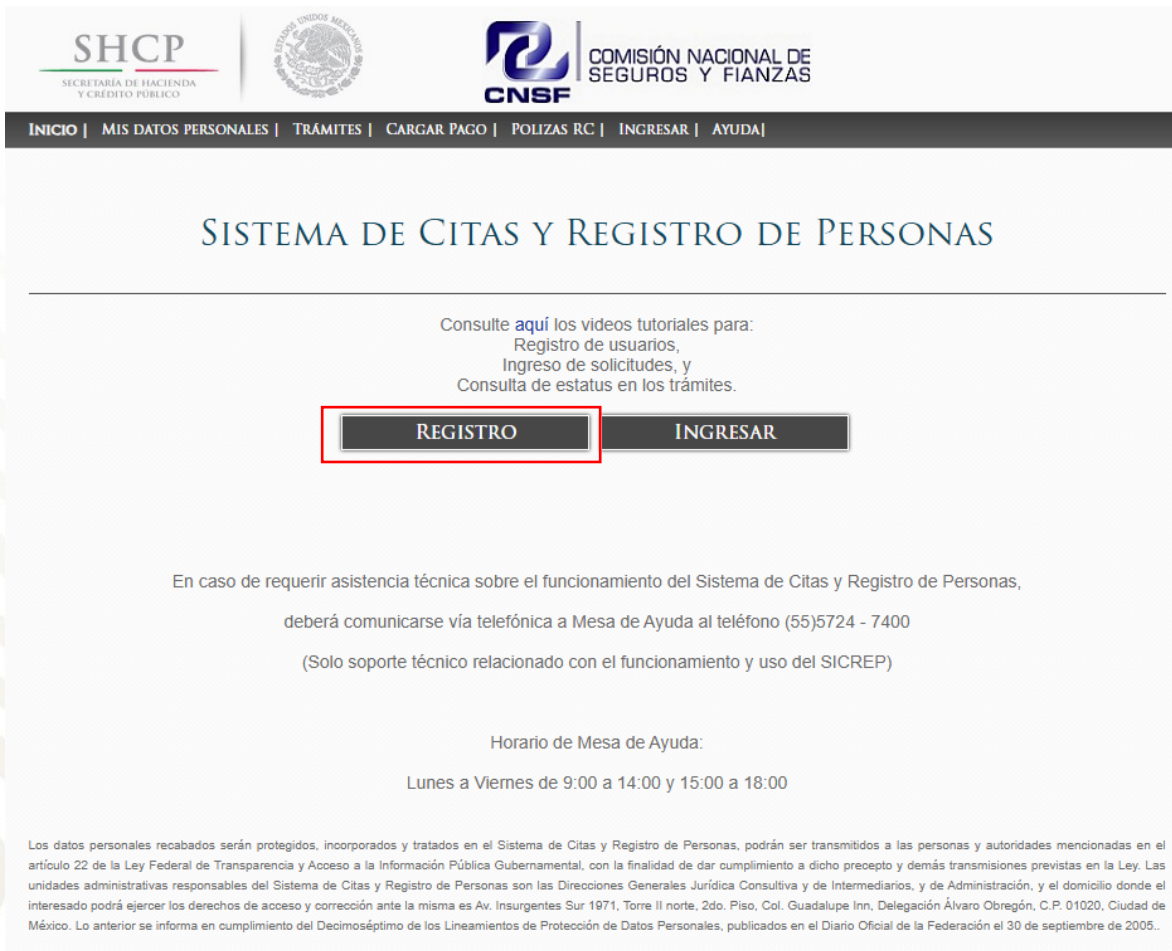 SHCP
SECRETARÍA DE HACIENDA
Y CRÉDITO PÚBLICO
ESTADOS UNIDOS MEXICANOS
CNSF
COMISIÓN NACIONAL DE
SEGUROS Y FIANZAS
INICIO | MIS DATOS PERSONALES | TRÁMITES | CARGAR PAGO | POLIZAS RC | INGRESAR | AYUDA|
SISTEMA DE CITAS Y REGISTRO DE PERSONAS
Consulte aquí los videos tutoriales para:
Registro de usuarios,
Ingreso de solicitudes, y
Consulta de estatus en los trámites.
REGISTRO INGRESAR
En caso de requerir asistencia técnica sobre el funcionamiento del Sistema de Citas y Registro de Personas,
deberá comunicarse vía telefónica a Mesa de Ayuda al teléfono (55)5724 - 7400
(Solo soporte técnico relacionado con el funcionamiento y uso del SICREP)
Horario de Mesa de Ayuda:
Lunes a Viernes de 9:00 a 14:00 y 15:00 a 18:00
Los datos personales recabados serán protegidos, incorporados y tratados en el Sistema de Citas y Registro de Personas, podrán ser transmitidos a las personas y autoridades mencionadas en el
artículo 22 de la Ley Federal de Transparencia y Acceso a la Información Pública Gubernamental, con la finalidad de dar cumplimiento a dicho precepto y demás transmisiones previstas en la Ley. Las
unidades administrativas responsables del Sistema de Citas y Registro de Personas son las Direcciones Generales Jurídica Consultiva y de Intermediarios, y de Administración, y el domicilio donde el
interesado podrá ejercer los derechos de acceso y corrección ante la misma es Av. Insurgentes Sur 1971, Torre II norte, 2do. Piso, Col. Guadalupe Inn, Delegación Álvaro Obregón, C.P. 01020, Ciudad de
México. Lo anterior se informa en cumplimiento del Decimoséptimo de los Lineamientos de Protección de Datos Personales, publicados en el Diario Oficial de la Federación el 30 de septiembre de 2005..